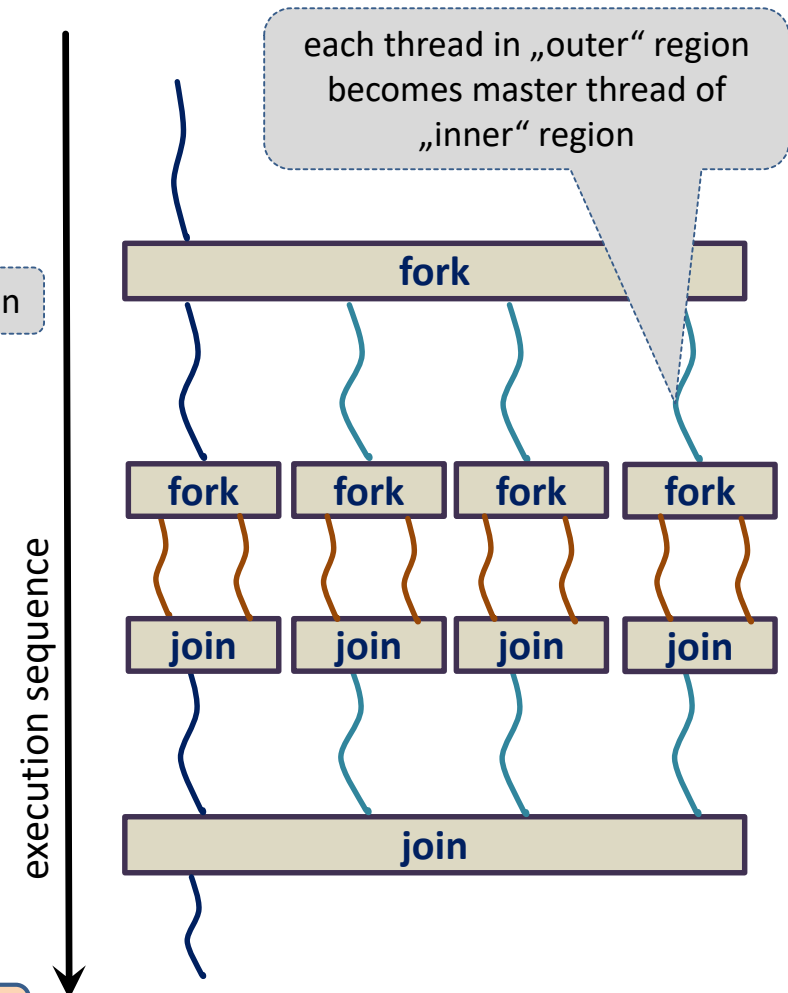 each thread in „outer“ region
becomes master thread of
„inner“ region
fork
n
fork
fork
fork
fork
execution sequence
join
join
join
join
join